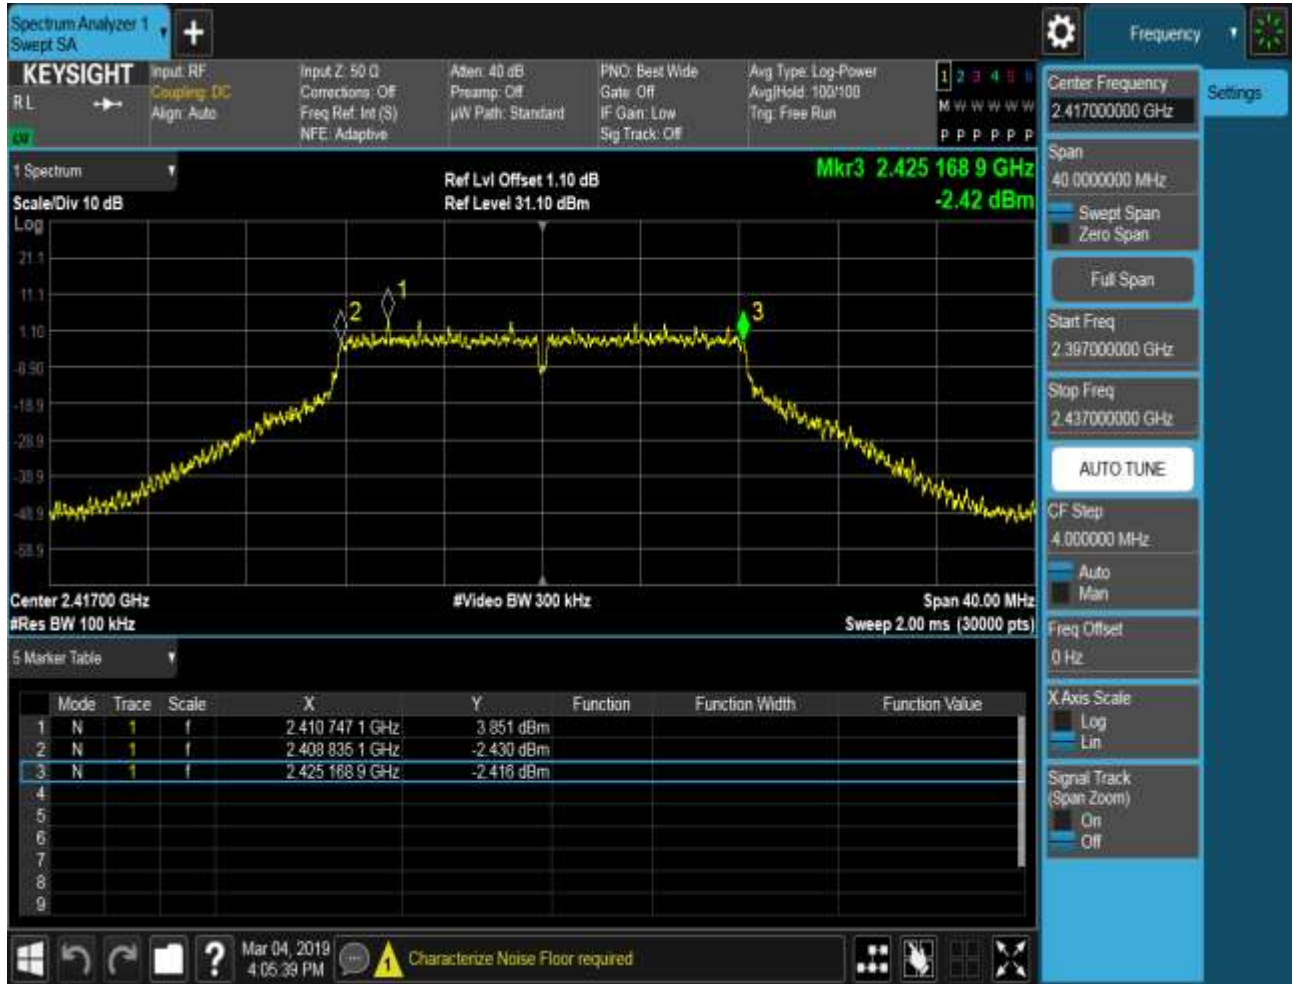 Spectrum Analyzer 1
Swept SA
+
Frequency
KEYSIGHT
RL
Input: RF
Coupling: DC
Align: Auto
Input Z: 50 Ω
Corrections: Off
Freq Ref: Int (S)
NFE: Adaptive
Atten: 40 dB
Preamp: Off
µW Path: Standard
PNO: Best Wide
Gate: Off
IF Gain: Low
Sig Track: Off
Avg Type: Log-Power
Avg|Hold: 100/100
Trig: Free Run
1 2 3 4 5 6
M W W W W W
P P P P P P
1 Spectrum
Scale/Div 10 dB
Ref Lvl Offset 1.10 dB
Ref Level 31.10 dBm
Mkr3 2.425 168 9 GHz
-2.42 dBm
Log
21.1
11.1
1.10
-8.90
-18.9
-28.9
-38.9
-48.9
-58.9
1
2
3
Center 2.41700 GHz
#Video BW 300 kHz
Span 40.00 MHz
#Res BW 100 kHz
Sweep 2.00 ms (30000 pts)
5 Marker Table
Mode Trace Scale X Y Function Function Width Function Value
1 N 1 f 2.410 747 1 GHz 3.851 dBm
2 N 1 f 2.408 835 1 GHz -2.430 dBm
3 N 1 f 2.425 168 9 GHz -2.416 dBm
4
5
6
7
8
9
Mar 04, 2019
4:05:39 PM
?
1
Characterize Noise Floor required
Center Frequency
2.417000000 GHz
Settings
Span
40.0000000 MHz
Swept Span
Zero Span
Full Span
Start Freq
2.397000000 GHz
Stop Freq
2.437000000 GHz
AUTO TUNE
CF Step
4.000000 MHz
Auto
Man
Freq Offset
0 Hz
X Axis Scale
Log
Lin
Signal Track
(Span Zoom)
On
Off